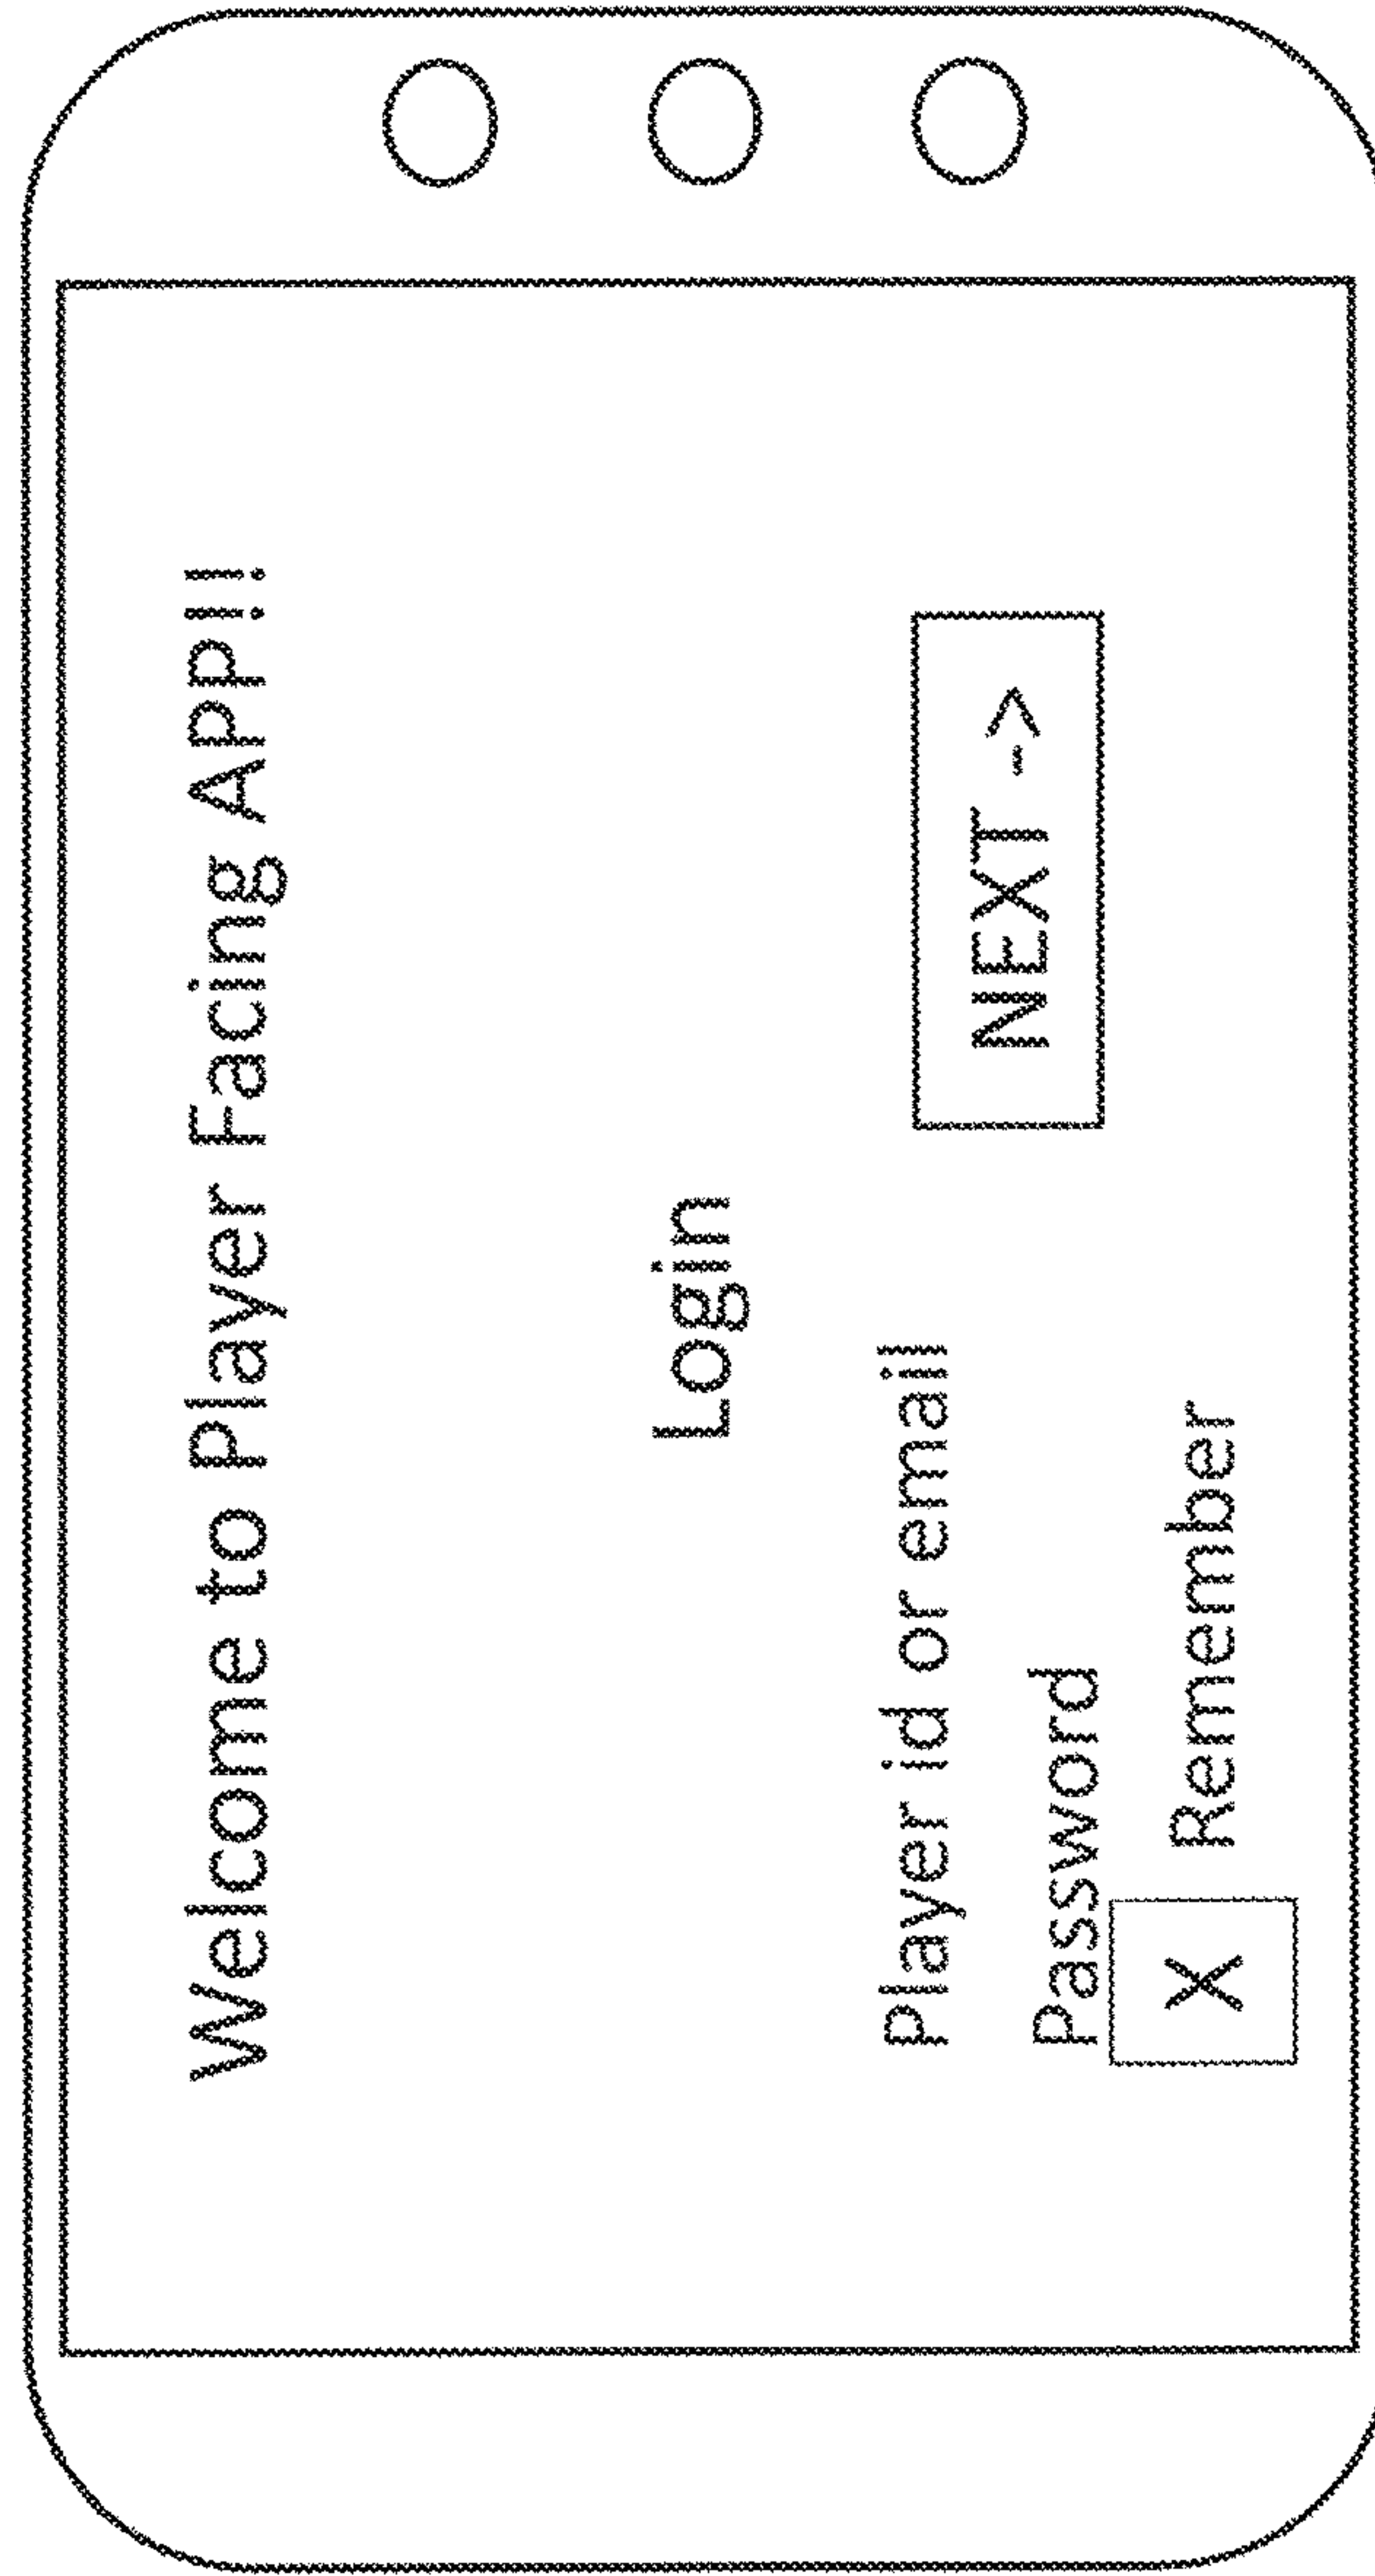 Welcome to Player Facing APP!!
Login
Player id or email
NEXT ->
Password
X Remember